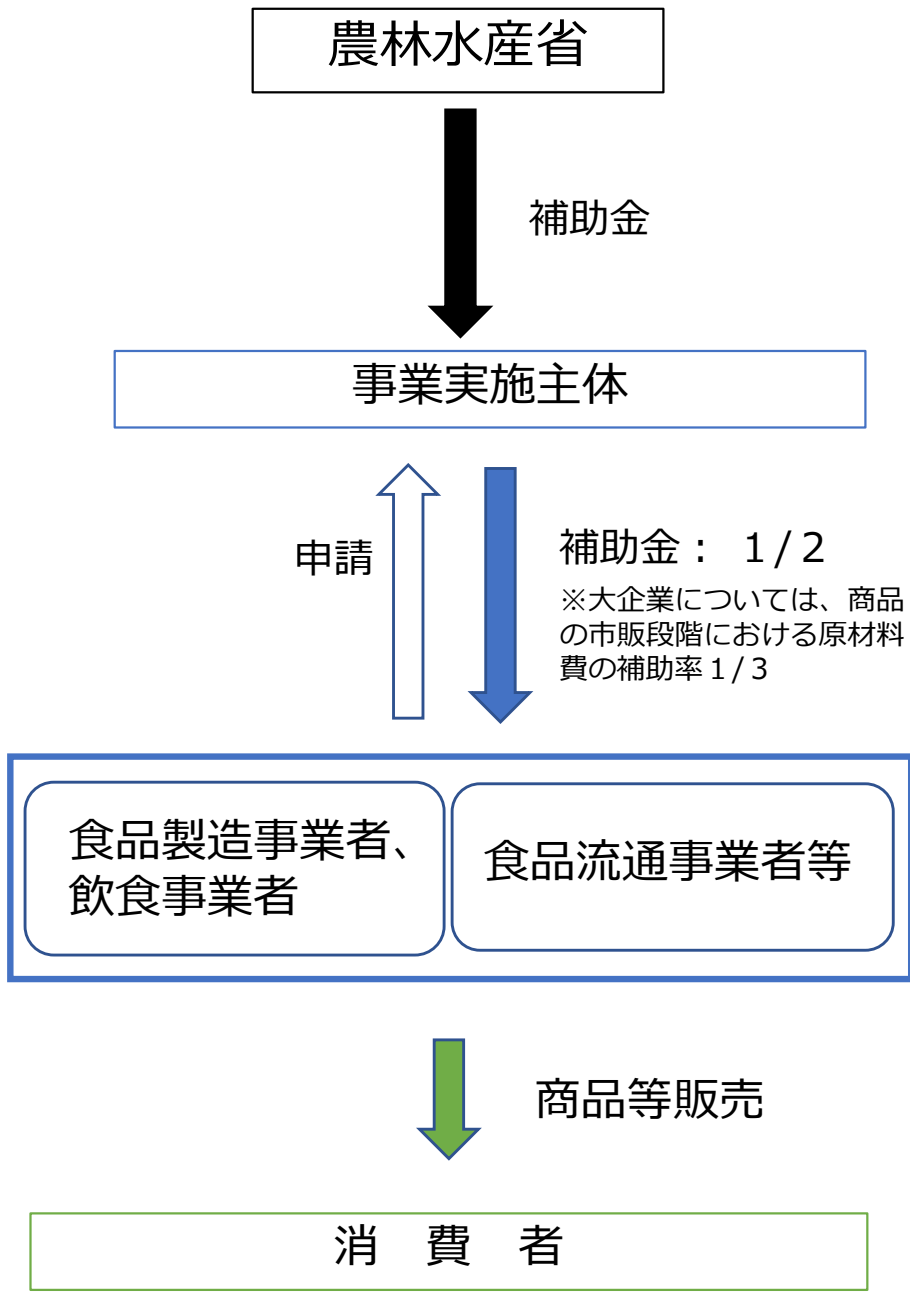 農林水産省
補助金
事業実施主体
申請
補助金： １/２
※大企業については、商品
の市販段階における原材料
費の補助率１/３
食品製造事業者、
飲食事業者
食品流通事業者等
商品等販売
消　費　者